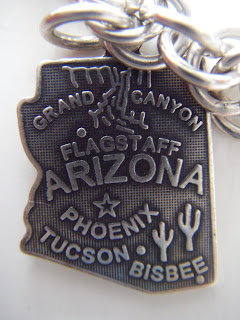 GRAND CANYON
FLAGSTAFF
ARIZONA
PHOENIX
TUCSON
BISBEE